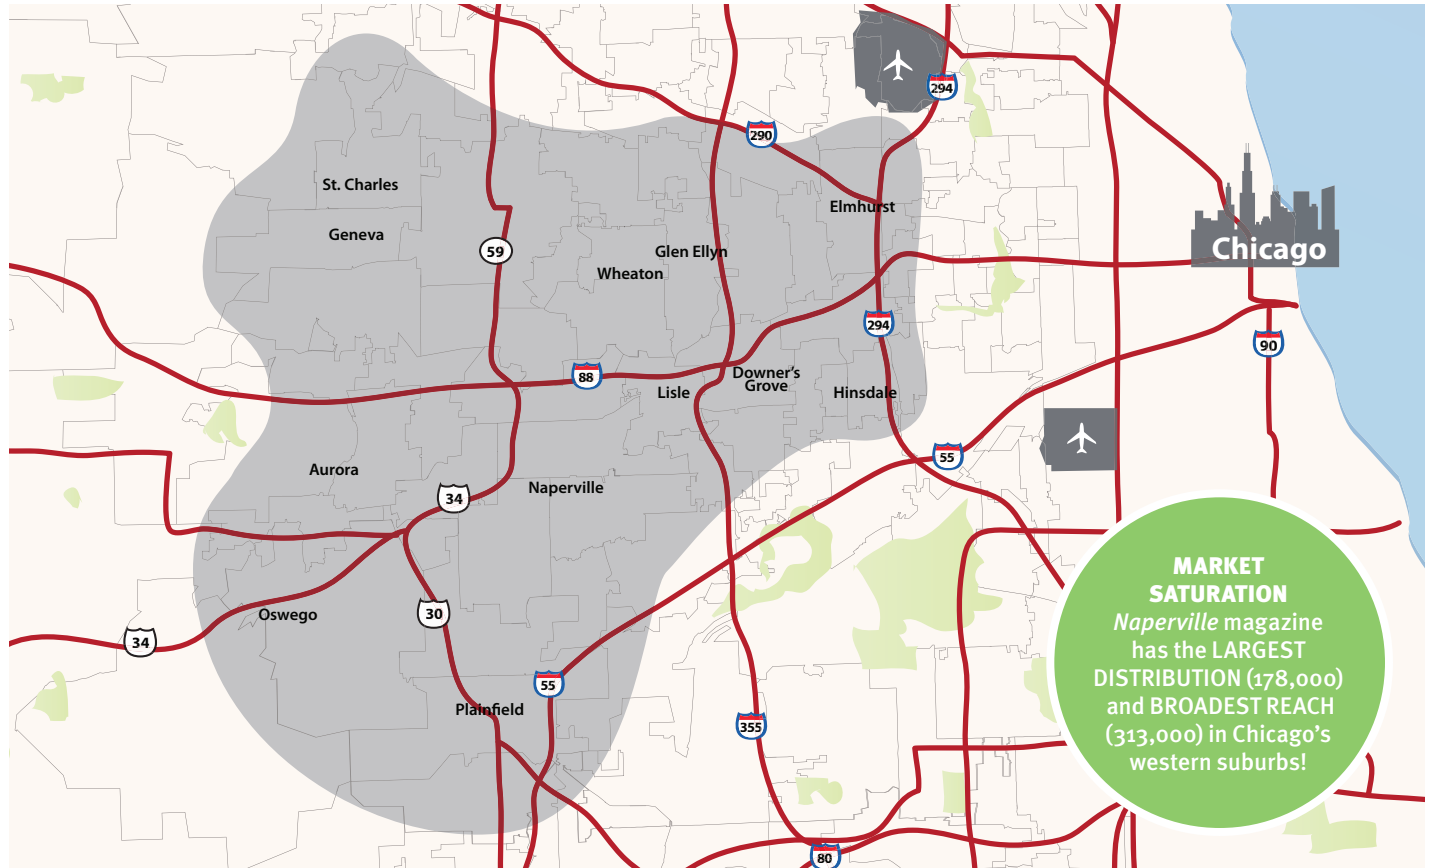 294
290
St. Charles
Elmhurst
Geneva
59
Glen Ellyn
Chicago
Wheaton
294
90
88
Downer's
Grove
Lisle
Hinsdale
55
Aurora
Naperville
34
MARKET
SATURATION
Naperville magazine
has the LARGEST
DISTRIBUTION (178,000)
and BROADEST REACH
(313,000) in Chicago's
western suburbs!
Oswego
30
34
55
Plainfield
355
80